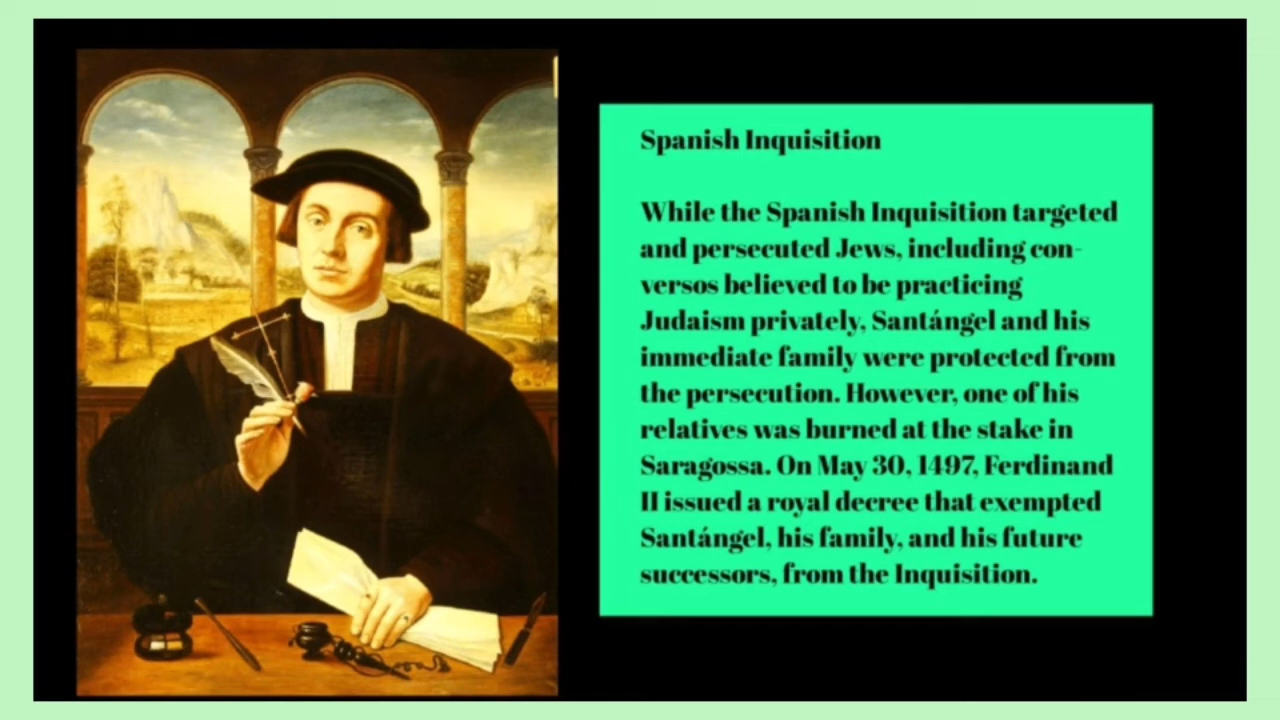 Spanish Inquisition
While the Spanish Inquisition targeted
and persecuted Jews, including con-
versos believed to be practicing
Judaism privately, Santángel and his
immediate family were protected from
the persecution. However, one of his
relatives was burned at the stake in
Saragossa. On May 30, 1497, Ferdinand
II issued a royal decree that exempted
Santángel, his family, and his future
successors, from the Inquisition.